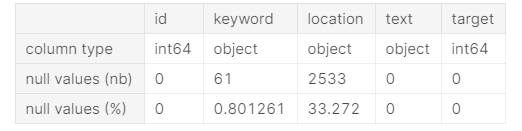 id keyword location text target
column type int64 object object object int64
null values (nb) 0 61 2533 0 0
null values (%) 0 0.801261 33.272 0 0